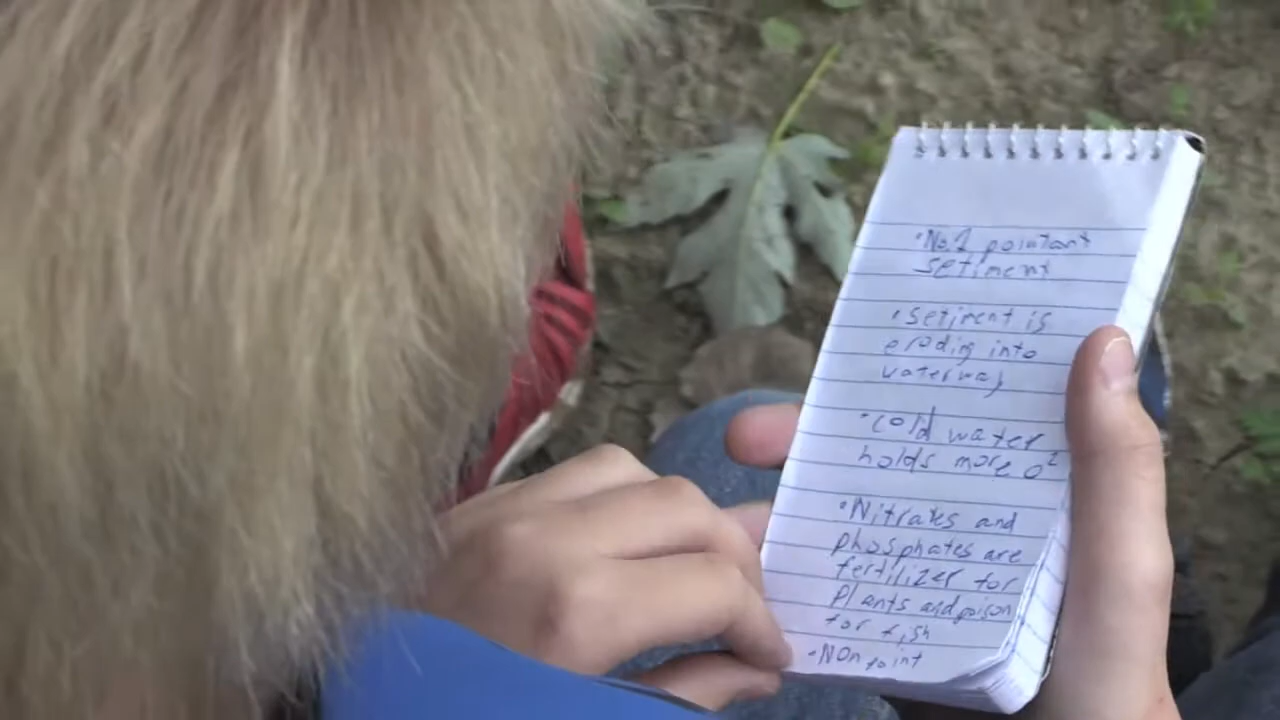 •No.1 polutant
setiment
•setiment is
eroding into
waterway
•cold water
holds more o²
•Nitrates and
phosphates are
fertilizer for
plants and poison
for fish
•NOn point